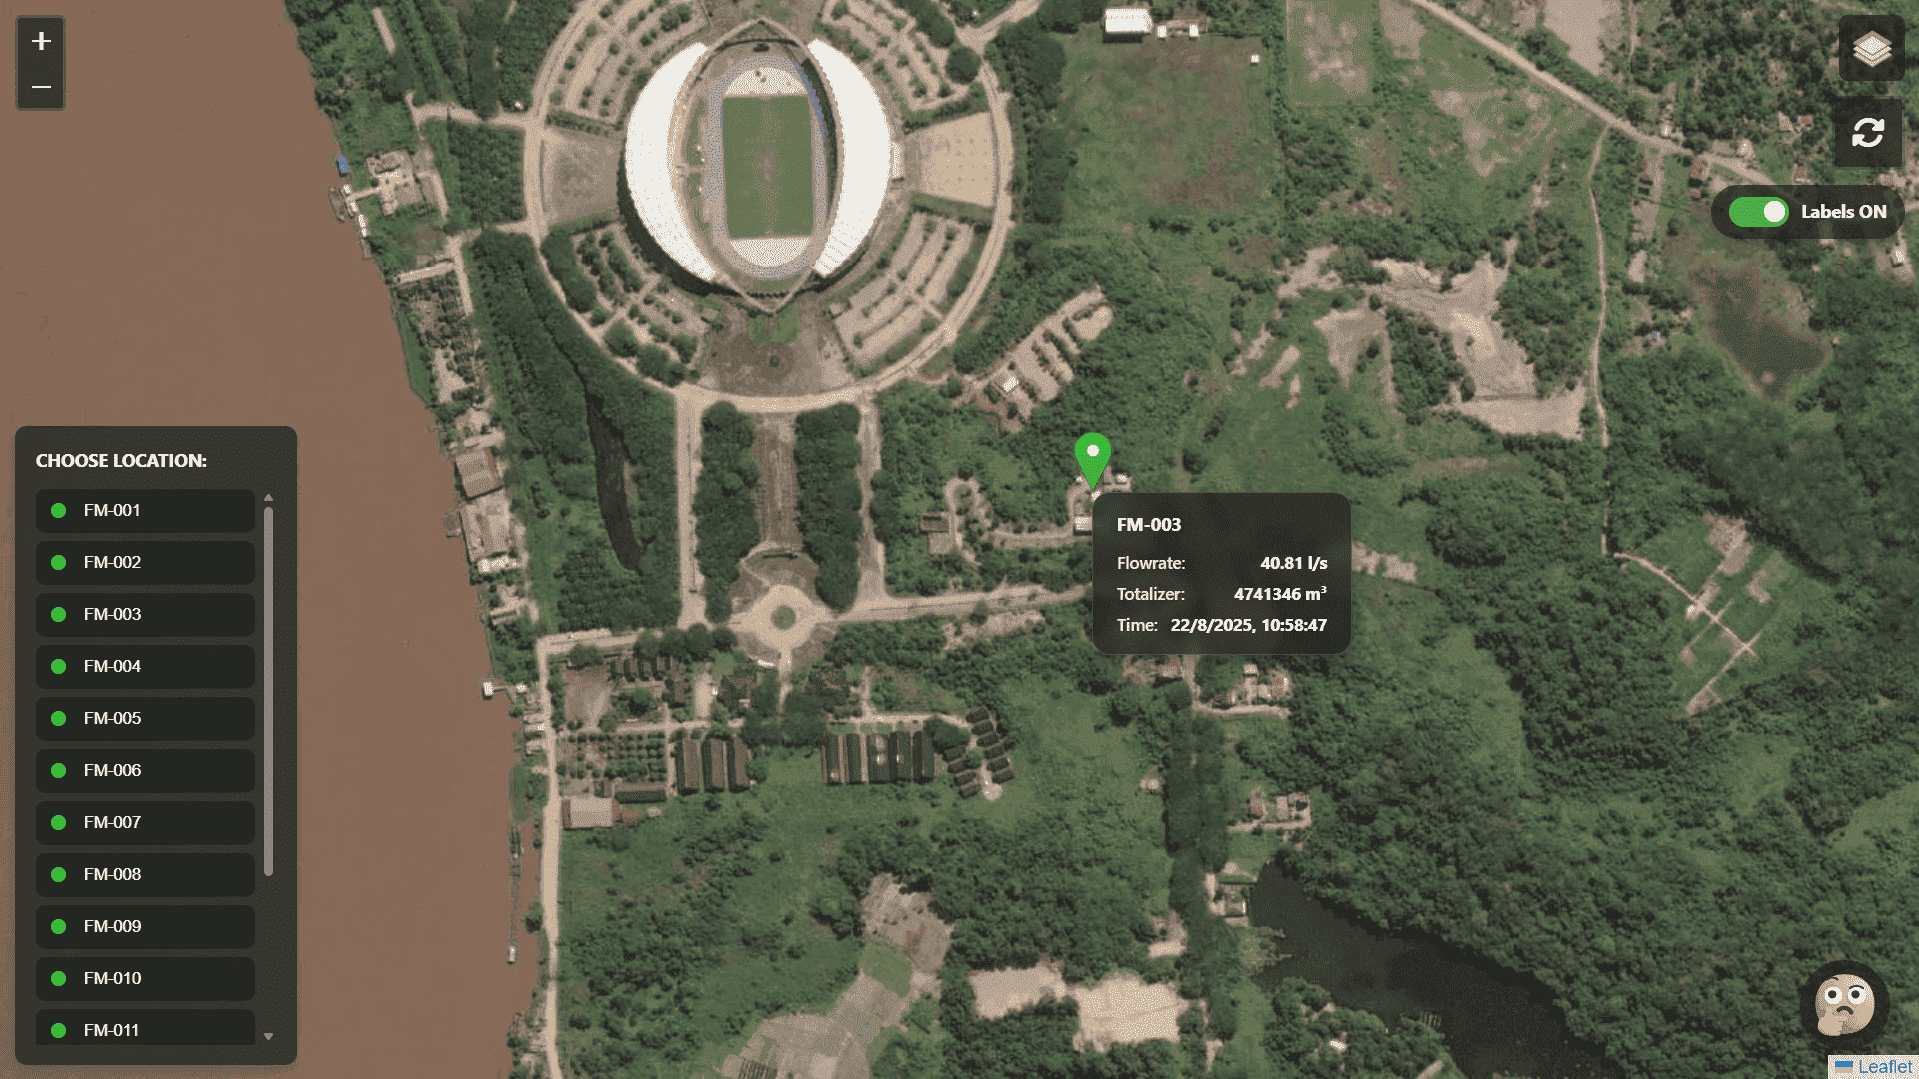 +
−
Labels ON
CHOOSE LOCATION:
FM-001
FM-002
FM-003
FM-004
FM-005
FM-006
FM-007
FM-008
FM-009
FM-010
FM-011
FM-003
Flowrate: 40.81 l/s
Totalizer: 4741346 m³
Time: 22/8/2025, 10:58:47
Leaflet